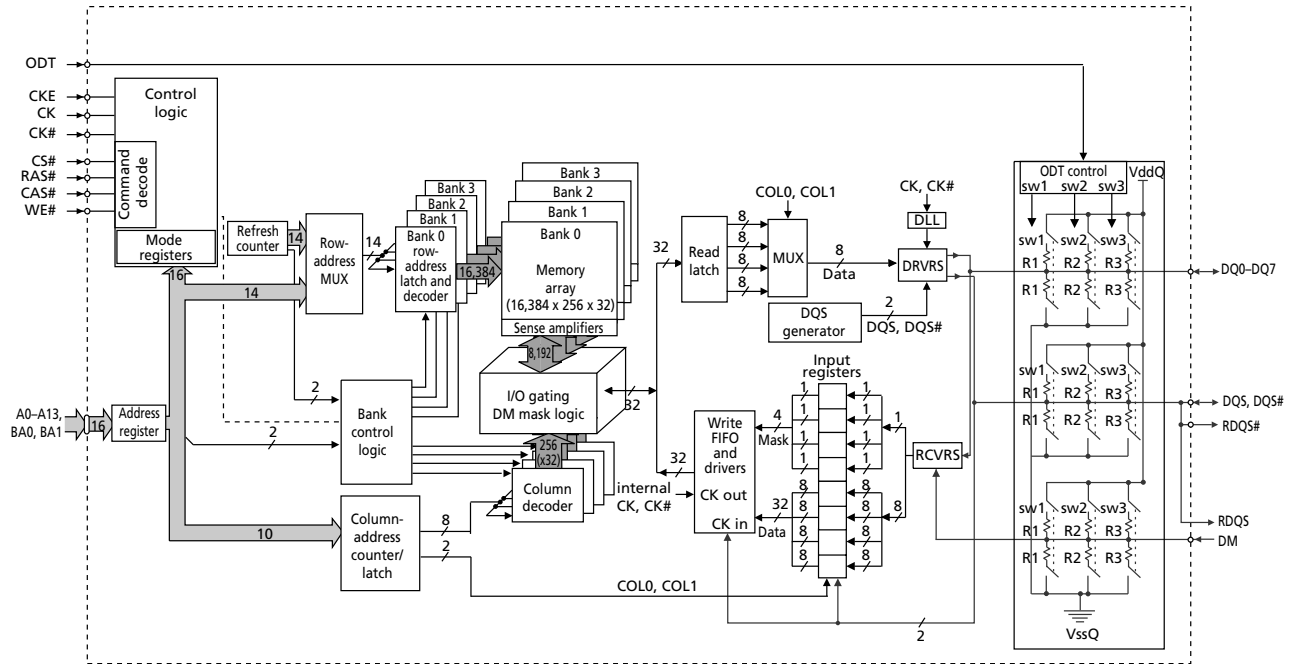 ODT
CKE
CK
CK#
CS#
RAS#
CAS#
WE#
Control
logic
Command
decode
Mode
registers
16
14
A0–A13,
BA0, BA1
16
Address
register
Refresh
counter
14
Row-
address
MUX
14
Bank 3
Bank 2
Bank 1
Bank 0
row-
address
latch and
decoder
16,384
Bank 3
Bank 2
Bank 1
Bank 0
Memory
array
(16,384 x 256 x 32)
Sense amplifiers
8,192
I/O gating
DM mask logic
2
2
Bank
control
logic
256
(x32)
Column
decoder
10
Column-
address
counter/
latch
8
2
COL0, COL1
32
32
32
internal
CK, CK#
Read
latch
8
8
8
8
COL0, COL1
MUX
8
Data
CK, CK#
DLL
DRVRS
DQS
generator
2
DQS, DQS#
Input
registers
Write
FIFO
and
drivers
CK out
CK in
4
Mask
32
Data
1
1
1
1
8
8
8
8
1
1
1
1
8
8
8
8
1
8
RCVRS
2
ODT control
sw1 sw2 sw3
VddQ
sw1 sw2 sw3
R1 R2 R3
R1 R2 R3
sw1 sw2 sw3
R1 R2 R3
R1 R2 R3
sw1 sw2 sw3
R1 R2 R3
R1 R2 R3
VssQ
DQ0–DQ7
DQS, DQS#
RDQS#
RDQS
DM